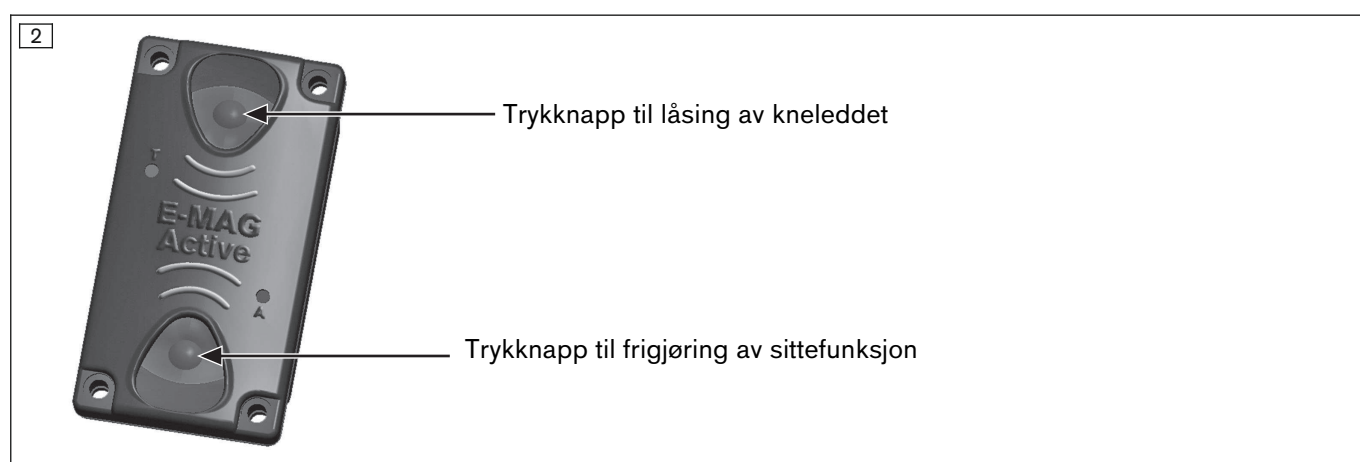 2
Trykknapp til låsing av kneleddet
T
E-MAG
Active
A
Trykknapp til frigjøring av sittefunksjon